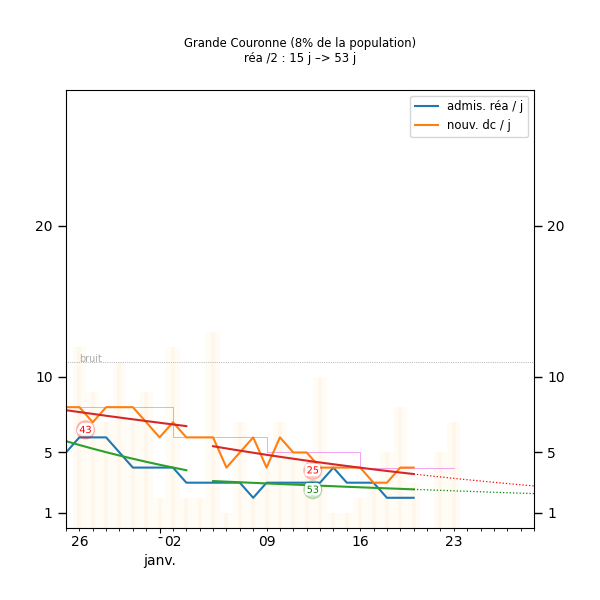 Grande Couronne (8% de la population)
réa /2 : 15 j –> 53 j
admis. réa / j
nouv. dc / j
20 20
bruit
10 10
43
5 5
25
53
1 1
26 02 09 16 23
janv.